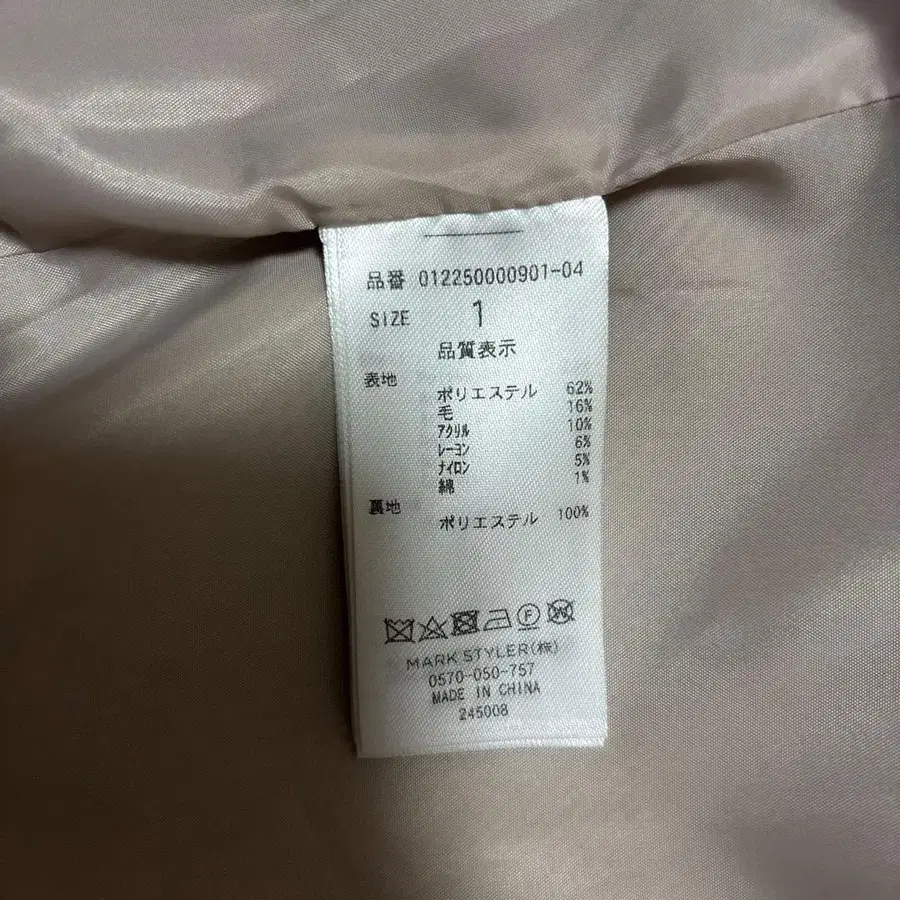 品番 012250000901-04
SIZE 1
品質表示
表地
ポリエステル 62%
毛 16%
アクリル 10%
レーヨン 6%
ナイロン 5%
綿 1%
裏地
ポリエステル 100%
MARK STYLER(株)
0570-050-757
MADE IN CHINA
245008